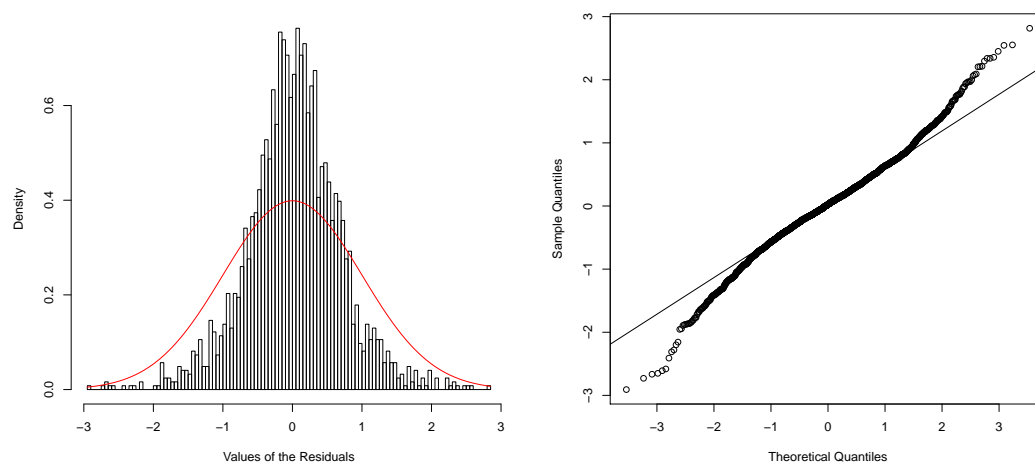 Density
0.0 0.2 0.4 0.6
−3 −2 −1 0 1 2 3
Values of the Residuals
Sample Quantiles
−3 −2 −1 0 1 2 3
−3 −2 −1 0 1 2 3
Theoretical Quantiles